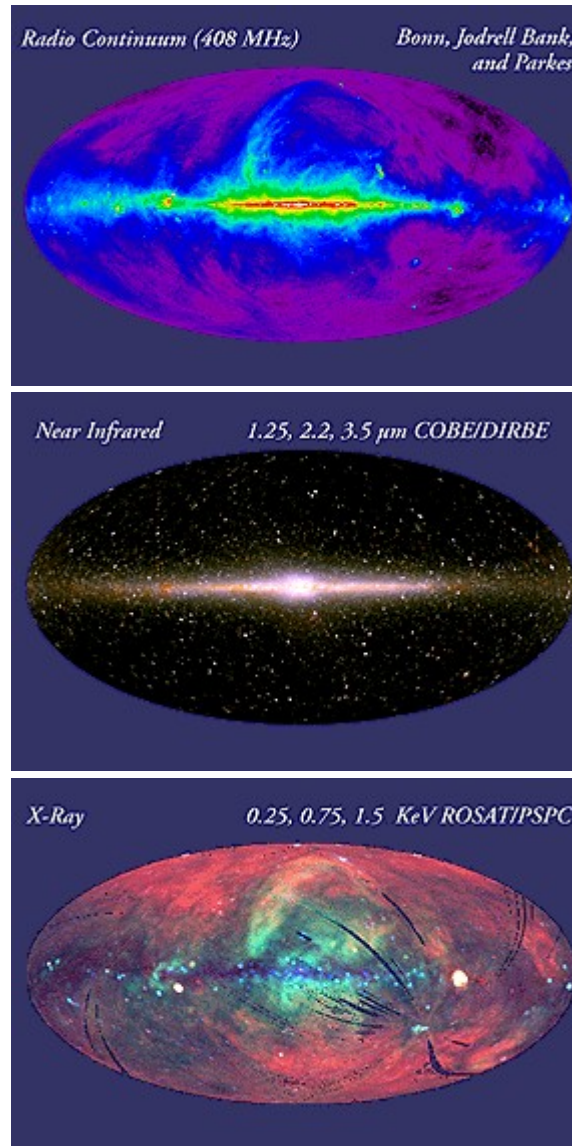 Radio Continuum (408 MHz)
Bonn, Jodrell Bank,
and Parkes
Near Infrared
1.25, 2.2, 3.5 µm COBE/DIRBE
X-Ray
0.25, 0.75, 1.5 KeV ROSAT/PSPC